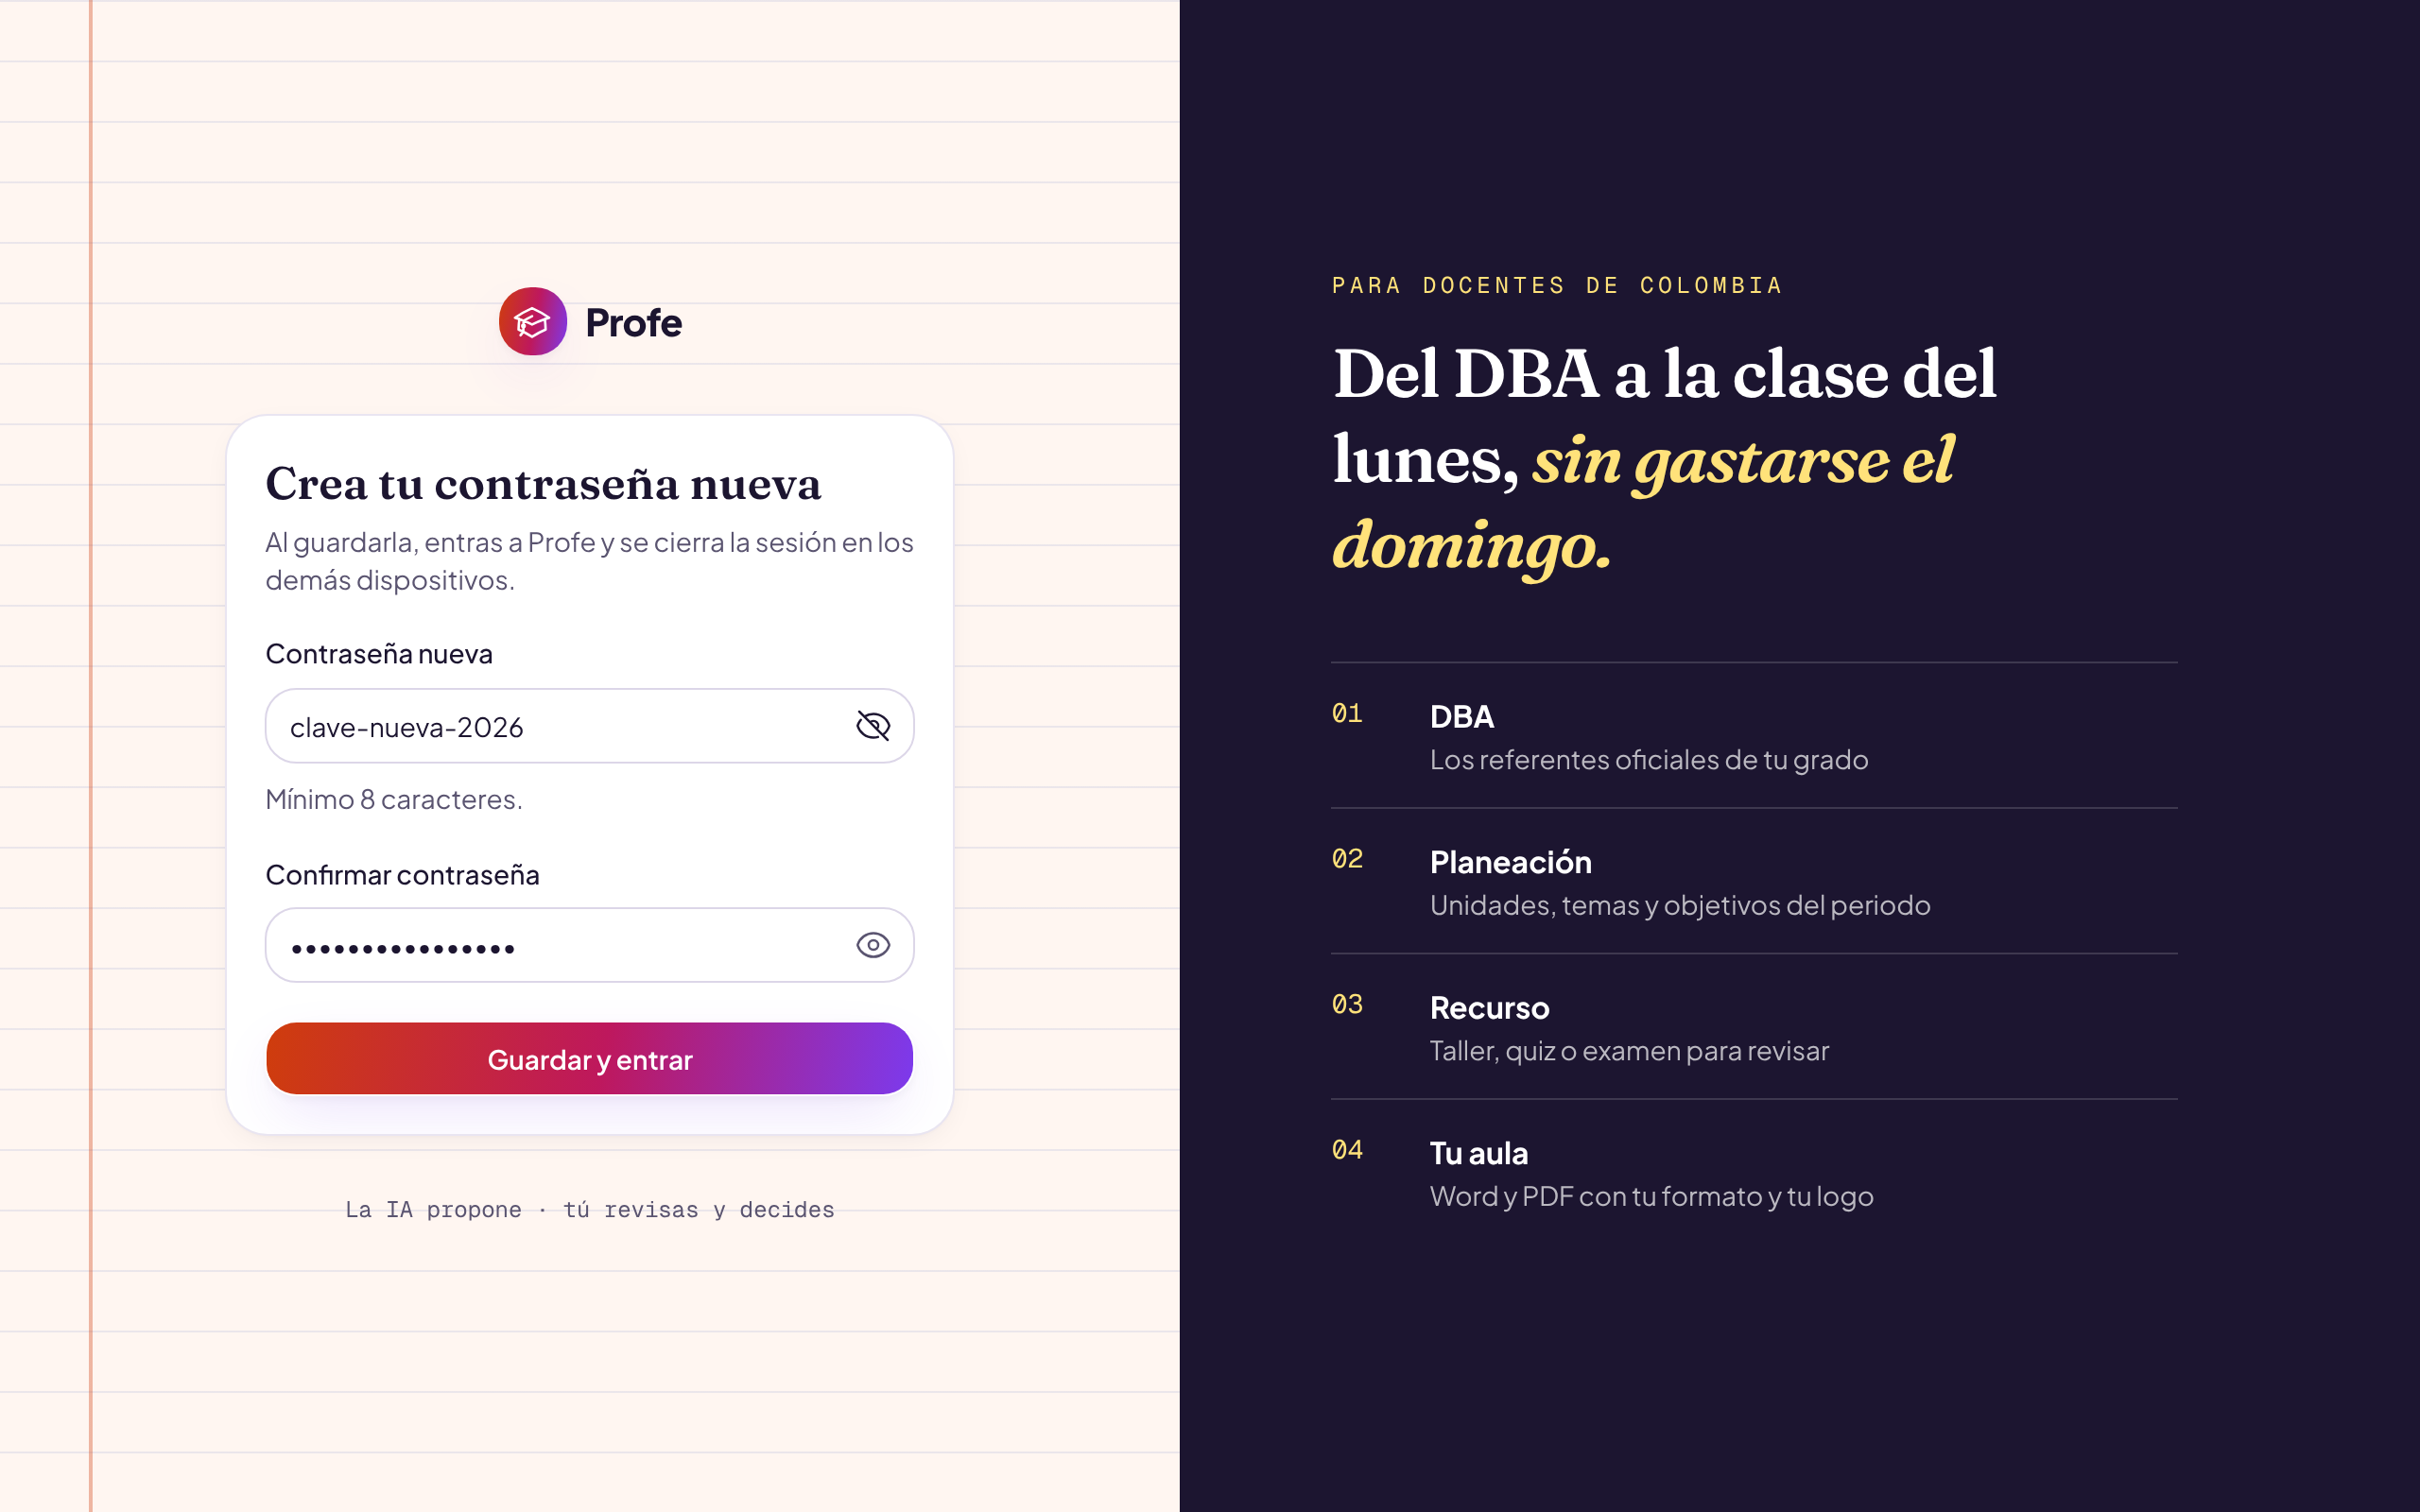 Profe
Crea tu contraseña nueva
Al guardarla, entras a Profe y se cierra la sesión en los
demás dispositivos.
Contraseña nueva
clave-nueva-2026
Mínimo 8 caracteres.
Confirmar contraseña
••••••••••••••••
Guardar y entrar
La IA propone · tú revisas y decides
PARA DOCENTES DE COLOMBIA
Del DBA a la clase del
lunes, sin gastarse el
domingo.
01
DBA
Los referentes oficiales de tu grado
02
Planeación
Unidades, temas y objetivos del periodo
03
Recurso
Taller, quiz o examen para revisar
04
Tu aula
Word y PDF con tu formato y tu logo